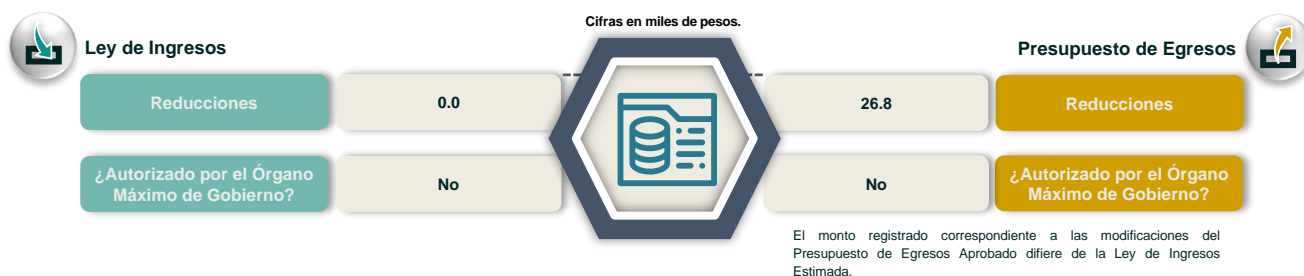 Cifras en miles de pesos.
Ley de Ingresos
Presupuesto de Egresos
Reducciones
0.0
26.8
Reducciones
¿Autorizado por el Órgano
Máximo de Gobierno?
No
No
¿Autorizado por el Órgano
Máximo de Gobierno?
El monto registrado correspondiente a las modificaciones del
Presupuesto de Egresos Aprobado difiere de la Ley de Ingresos
Estimada.